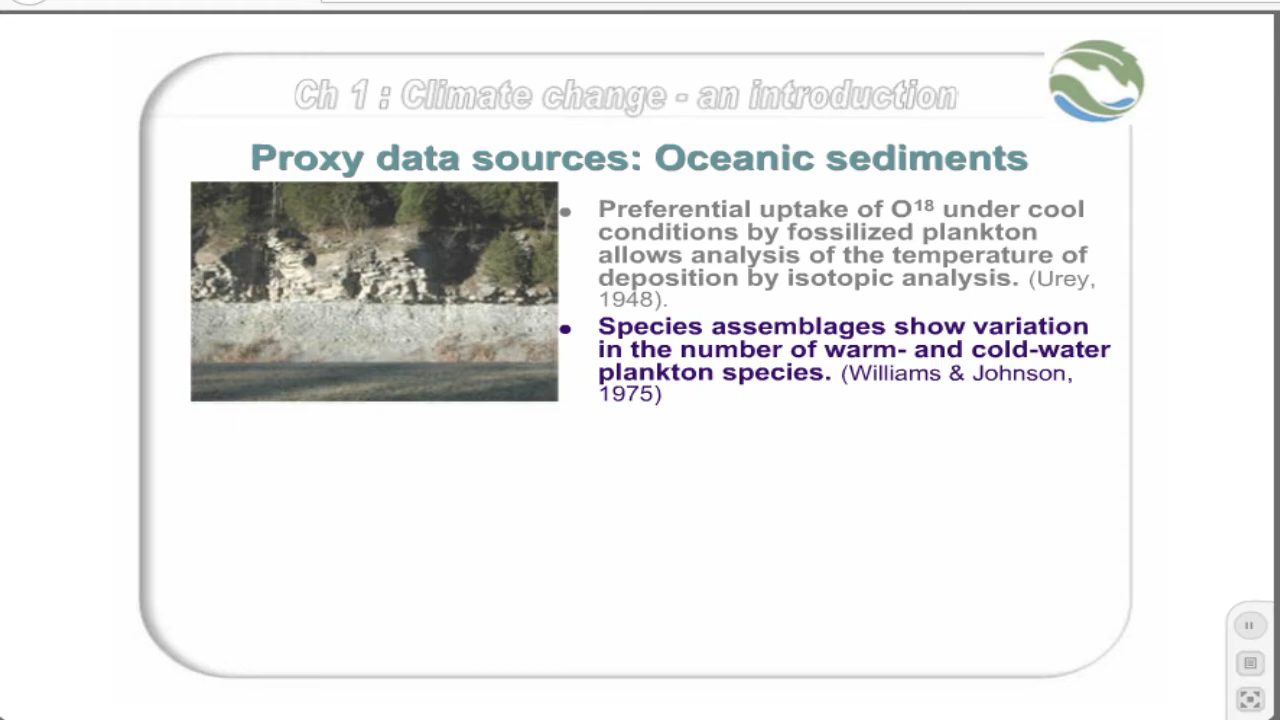 Ch 1 : Climate change - an introduction
Proxy data sources: Oceanic sediments
• Preferential uptake of O¹⁸ under cool
conditions by fossilized plankton
allows analysis of the temperature of
deposition by isotopic analysis. (Urey,
1948).
• Species assemblages show variation
in the number of warm- and cold-water
plankton species. (Williams & Johnson,
1975)